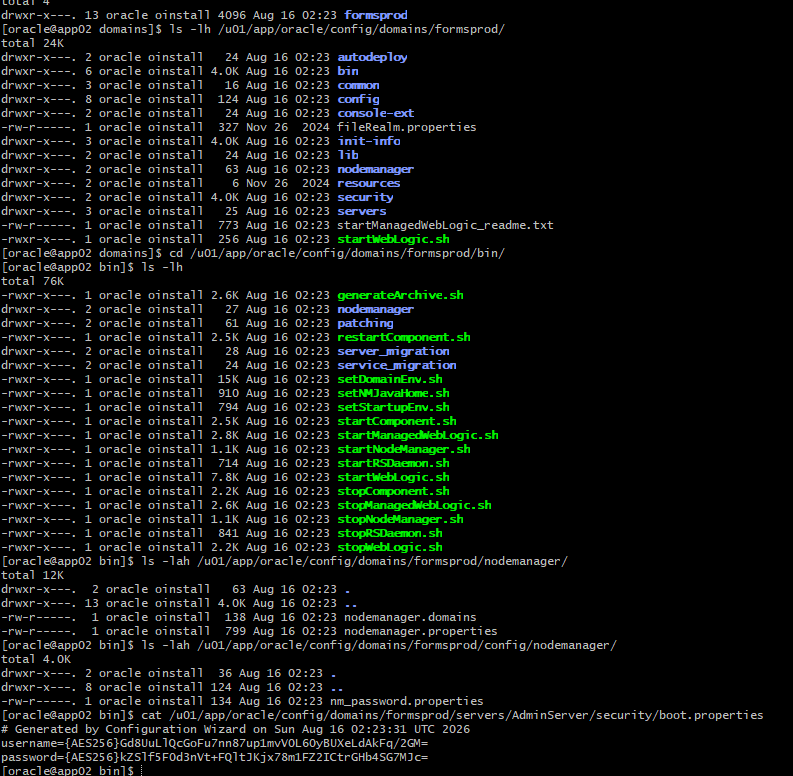 total 4
drwxr-x---. 13 oracle oinstall 4096 Aug 16 02:23 formsprod
[oracle@app02 domains]$ ls -lh /u01/app/oracle/config/domains/formsprod/
total 24K
drwxr-x---. 2 oracle oinstall   24 Aug 16 02:23 autodeploy
drwxr-x---. 6 oracle oinstall 4.0K Aug 16 02:23 bin
drwxr-x---. 3 oracle oinstall   16 Aug 16 02:23 common
drwxr-x---. 8 oracle oinstall  124 Aug 16 02:23 config
drwxr-x---. 2 oracle oinstall   24 Aug 16 02:23 console-ext
-rw-r-----. 1 oracle oinstall  327 Nov 26  2024 fileRealm.properties
drwxr-x---. 3 oracle oinstall 4.0K Aug 16 02:23 init-info
drwxr-x---. 2 oracle oinstall   24 Aug 16 02:23 lib
drwxr-x---. 2 oracle oinstall   63 Aug 16 02:23 nodemanager
drwxr-x---. 2 oracle oinstall    6 Nov 26  2024 resources
drwxr-x---. 2 oracle oinstall 4.0K Aug 16 02:23 security
drwxr-x---. 3 oracle oinstall   25 Aug 16 02:23 servers
-rw-r-----. 1 oracle oinstall  773 Aug 16 02:23 startManagedWebLogic_readme.txt
-rwxr-x---. 1 oracle oinstall  256 Aug 16 02:23 startWebLogic.sh
[oracle@app02 domains]$ cd /u01/app/oracle/config/domains/formsprod/bin/
[oracle@app02 bin]$ ls -lh
total 76K
-rwxr-x---. 1 oracle oinstall 2.6K Aug 16 02:23 generateArchive.sh
drwxr-x---. 2 oracle oinstall   27 Aug 16 02:23 nodemanager
drwxr-x---. 2 oracle oinstall   61 Aug 16 02:23 patching
-rwxr-x---. 1 oracle oinstall 2.5K Aug 16 02:23 restartComponent.sh
drwxr-x---. 2 oracle oinstall   28 Aug 16 02:23 server_migration
drwxr-x---. 2 oracle oinstall   24 Aug 16 02:23 service_migration
-rwxr-x---. 1 oracle oinstall  15K Aug 16 02:23 setDomainEnv.sh
-rwxr-x---. 1 oracle oinstall  910 Aug 16 02:23 setNMJavaHome.sh
-rwxr-x---. 1 oracle oinstall  794 Aug 16 02:23 setStartupEnv.sh
-rwxr-x---. 1 oracle oinstall 2.5K Aug 16 02:23 startComponent.sh
-rwxr-x---. 1 oracle oinstall 2.8K Aug 16 02:23 startManagedWebLogic.sh
-rwxr-x---. 1 oracle oinstall 1.1K Aug 16 02:23 startNodeManager.sh
-rwxr-x---. 1 oracle oinstall  714 Aug 16 02:23 startRSDaemon.sh
-rwxr-x---. 1 oracle oinstall 7.8K Aug 16 02:23 startWebLogic.sh
-rwxr-x---. 1 oracle oinstall 2.2K Aug 16 02:23 stopComponent.sh
-rwxr-x---. 1 oracle oinstall 2.6K Aug 16 02:23 stopManagedWebLogic.sh
-rwxr-x---. 1 oracle oinstall 1.1K Aug 16 02:23 stopNodeManager.sh
-rwxr-x---. 1 oracle oinstall  841 Aug 16 02:23 stopRSDaemon.sh
-rwxr-x---. 1 oracle oinstall 2.2K Aug 16 02:23 stopWebLogic.sh
[oracle@app02 bin]$ ls -lah /u01/app/oracle/config/domains/formsprod/nodemanager/
total 12K
drwxr-x---.  2 oracle oinstall   63 Aug 16 02:23 .
drwxr-x---. 13 oracle oinstall 4.0K Aug 16 02:23 ..
-rw-r-----.  1 oracle oinstall  138 Aug 16 02:23 nodemanager.domains
-rw-r-----.  1 oracle oinstall  799 Aug 16 02:23 nodemanager.properties
[oracle@app02 bin]$ ls -lah /u01/app/oracle/config/domains/formsprod/config/nodemanager/
total 4.0K
drwxr-x---. 2 oracle oinstall  36 Aug 16 02:23 .
drwxr-x---. 8 oracle oinstall 124 Aug 16 02:23 ..
-rw-r-----. 1 oracle oinstall 134 Aug 16 02:23 nm_password.properties
[oracle@app02 bin]$ cat /u01/app/oracle/config/domains/formsprod/servers/AdminServer/security/boot.properties
# Generated by Configuration Wizard on Sun Aug 16 02:23:31 UTC 2026
username={AES256}Gd8UuLlQcGoFu7nn87up1mvVOL6OyBUXeLdAkFq/2GM=
password={AES256}kZSlf5FOd3nVt+FQltJKjx78m1FZ2ICtrGHb4SG7MJc=
[oracle@app02 bin]$